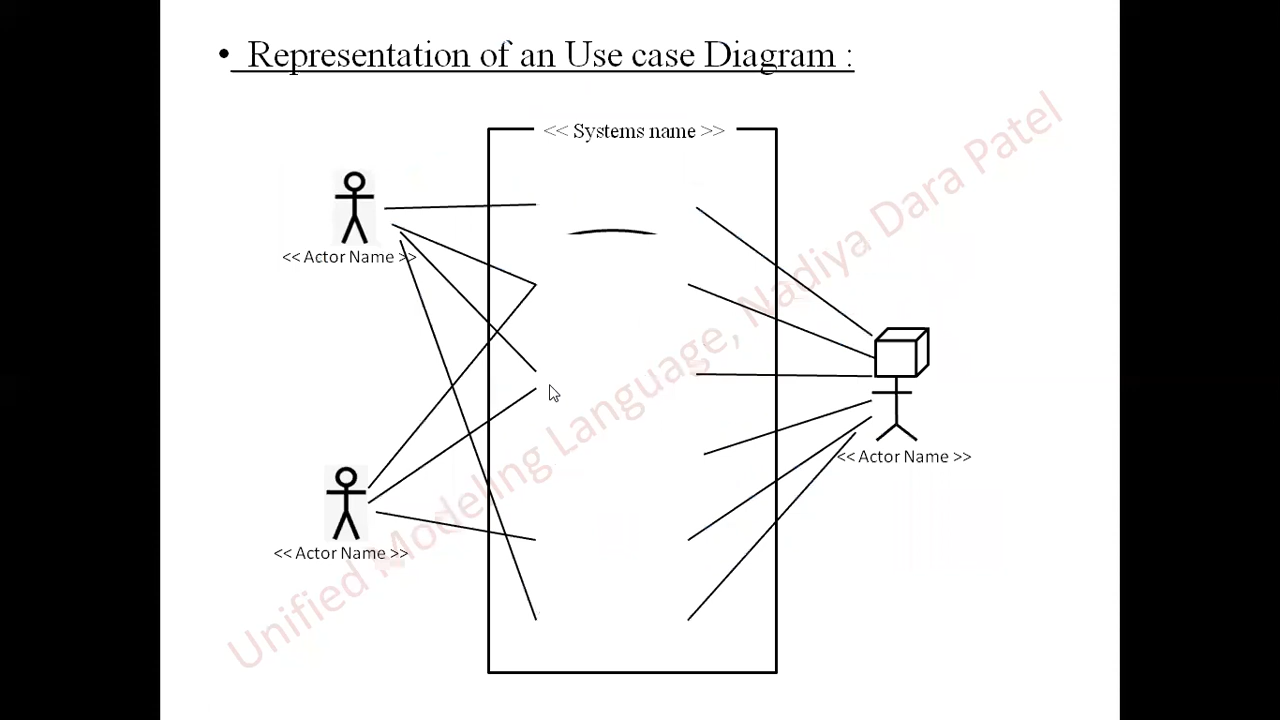 • Representation of an Use case Diagram :
<< Systems name >>
<< Actor Name >>
<< Actor Name >>
<< Actor Name >>
Unified Modeling Language, Nadiya Dara Patel